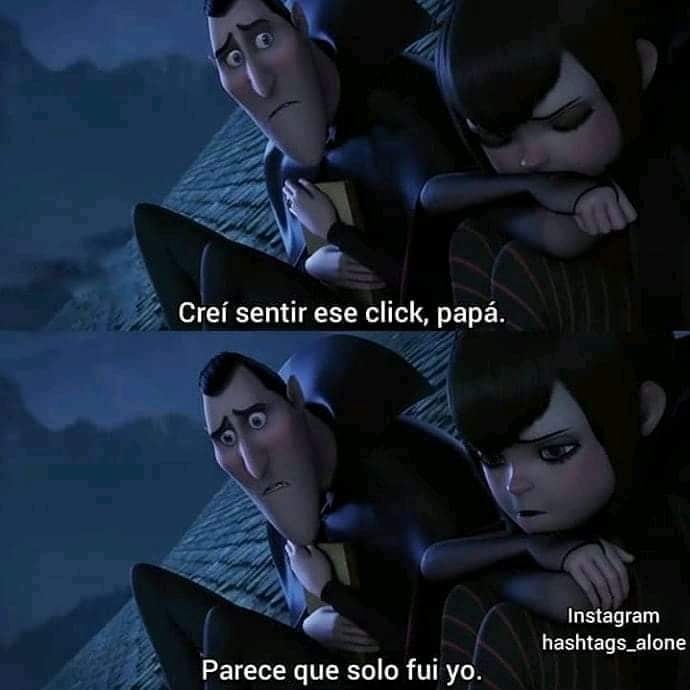 Creí sentir ese click, papá.
Instagram
hashtags_alone
Parece que solo fui yo.